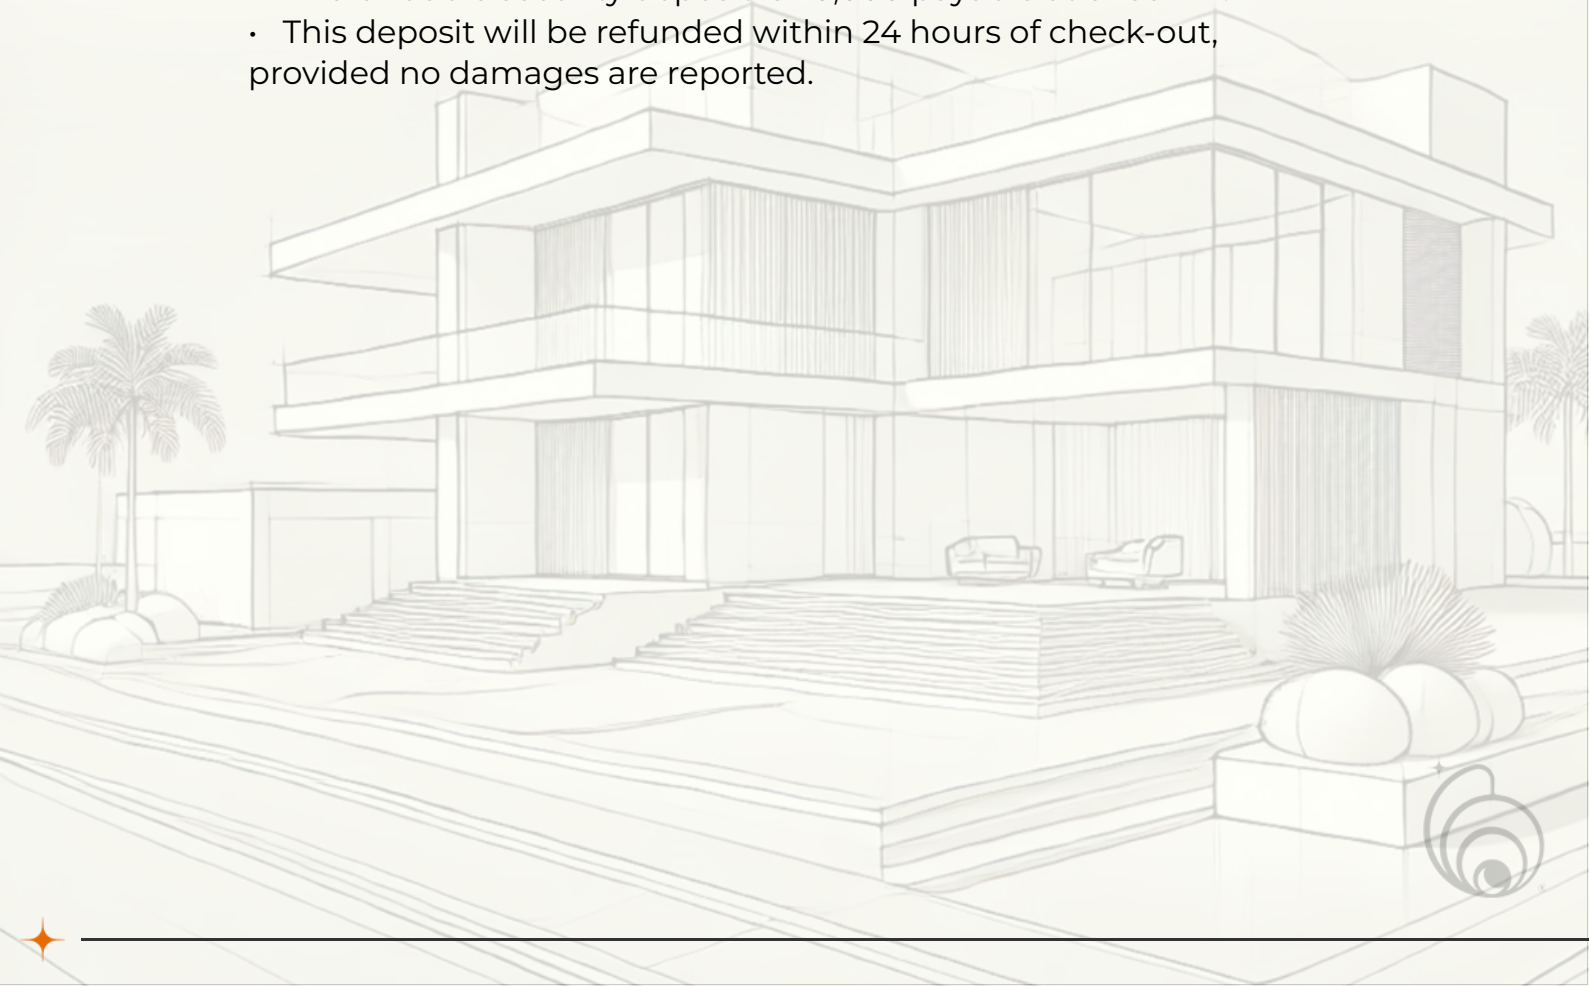 • This deposit will be refunded within 24 hours of check-out,
provided no damages are reported.